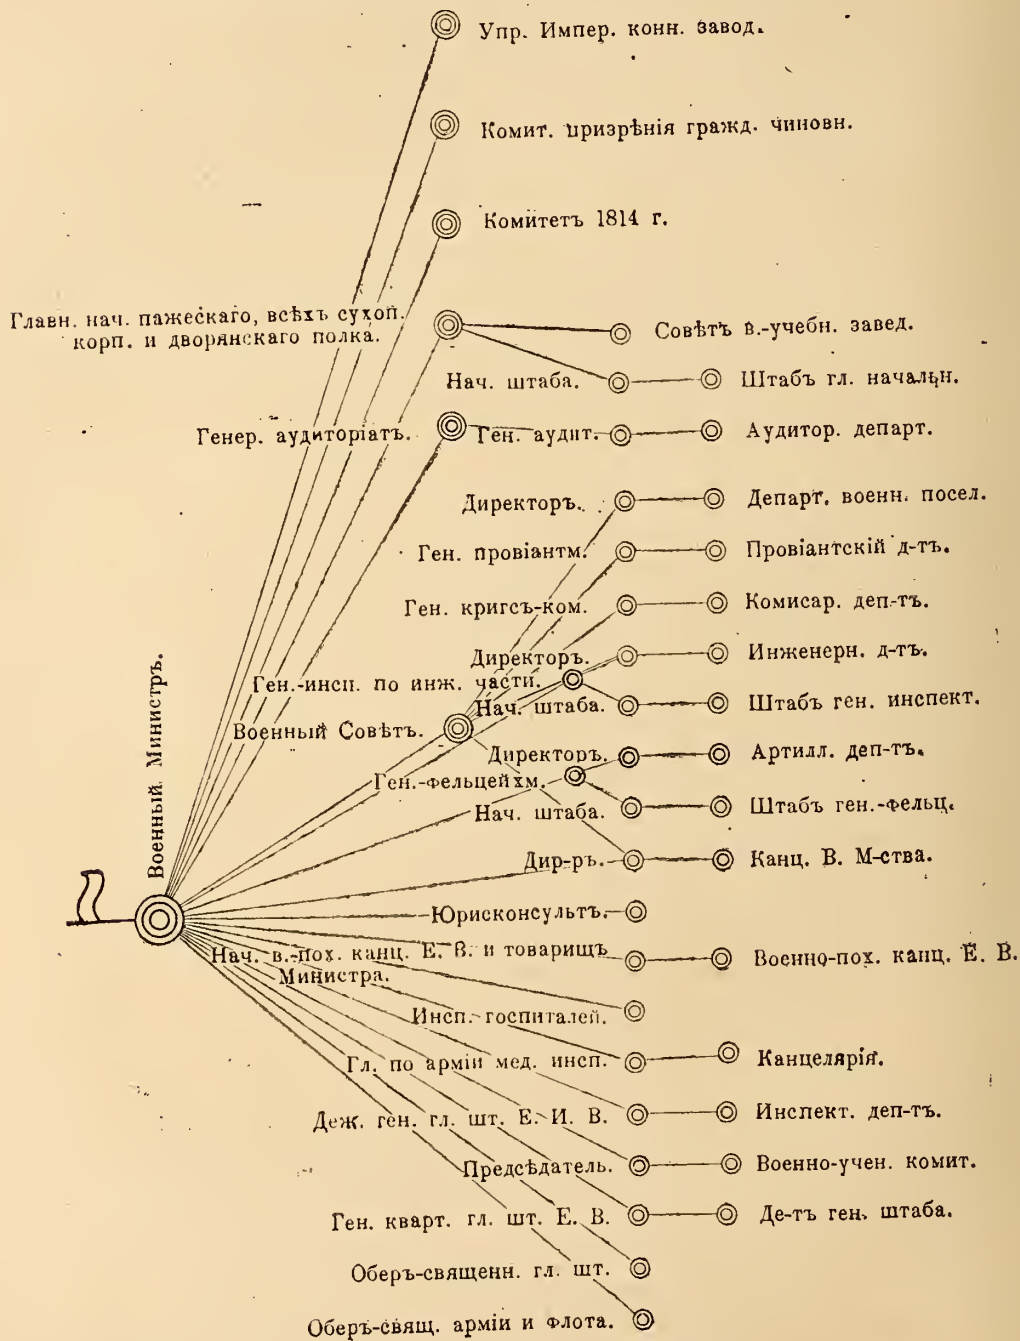 Упр. Импер. конн. завод.
Комит. призрѣнія гражд. чиновн.
Комитетъ 1814 г.
Главн. нач. пажескаго, всѣхъ сухоп.
корп. и дворянскаго полка.
Совѣтъ в.-учебн. завед.
Нач. штаба.
Штабъ гл. начальн.
Генер. аудиторіатъ.
Ген. аудит.
Аудитор. департ.
Директоръ.
Департ. военн. посел.
Ген. провіантм.
Провіантскій д-тъ.
Ген. кригсъ-ком.
Комисар. деп-тъ.
Директоръ.
Инженерн. д-тъ.
Ген.-инсп. по инж. части.
Нач. штаба.
Штабъ ген. инспект.
Военный Совѣтъ.
Директоръ.
Артилл. деп-тъ.
Ген.-фельцейхм.
Нач. штаба.
Штабъ ген.-фельц.
Дир-ръ.
Канц. В. М-ства.
Военный Министръ.
Юрисконсультъ.
Нач. в.-пох. канц. Е. В. и товарищъ
Министра.
Военно-пох. канц. Е. В.
Инсп. госпиталей.
Гл. по арміи мед. инсп.
Канцелярія.
Деж. ген. гл. шт. Е. И. В.
Инспект. деп-тъ.
Предсѣдатель.
Военно-учен. комит.
Ген. кварт. гл. шт. Е. В.
Де-тъ ген. штаба.
Оберъ-священн. гл. шт.
Оберъ-свящ. арміи и флота.